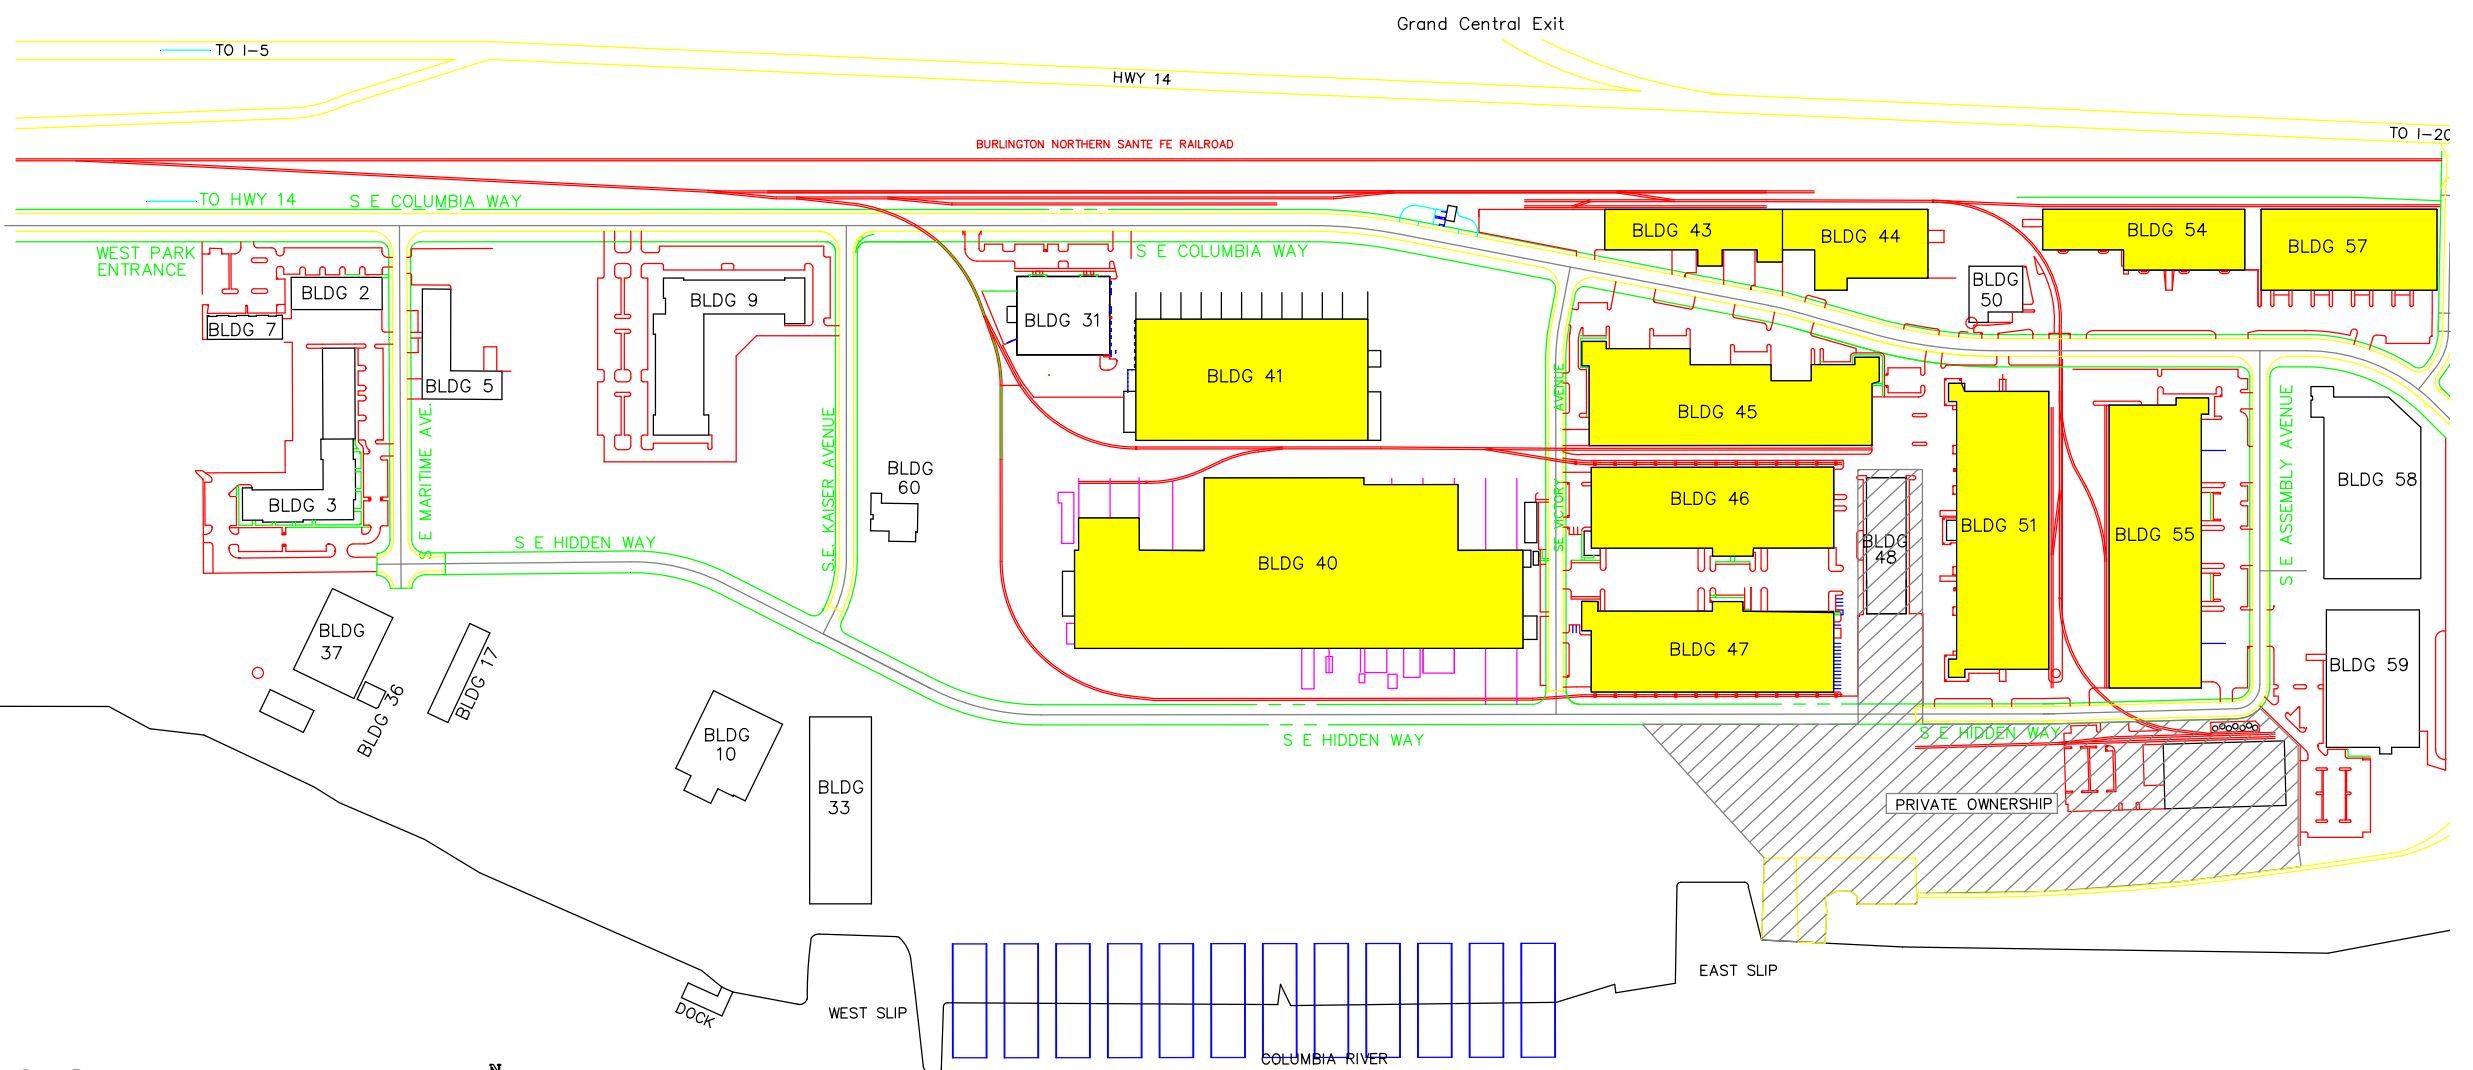 Grand Central Exit
TO I-5
HWY 14
TO I-20
BURLINGTON NORTHERN SANTE FE RAILROAD
TO HWY 14
S E COLUMBIA WAY
WEST PARK
ENTRANCE
S E COLUMBIA WAY
BLDG 43
BLDG 44
BLDG 54
BLDG 57
BLDG 2
BLDG 7
BLDG 9
BLDG 31
BLDG
50
BLDG 5
BLDG 41
BLDG 45
BLDG 3
S E MARITIME AVE.
S.E. KAISER AVENUE
BLDG
60
SE VICTORY AVENUE
BLDG 46
BLDG
48
BLDG 51
BLDG 55
S E ASSEMBLY AVENUE
BLDG 58
S E HIDDEN WAY
BLDG 40
BLDG
37
BLDG 36
BLDG 17
BLDG 47
BLDG 59
BLDG
10
BLDG
33
S E HIDDEN WAY
S E HIDDEN WAY
PRIVATE OWNERSHIP
DOCK
WEST SLIP
EAST SLIP
COLUMBIA RIVER
N